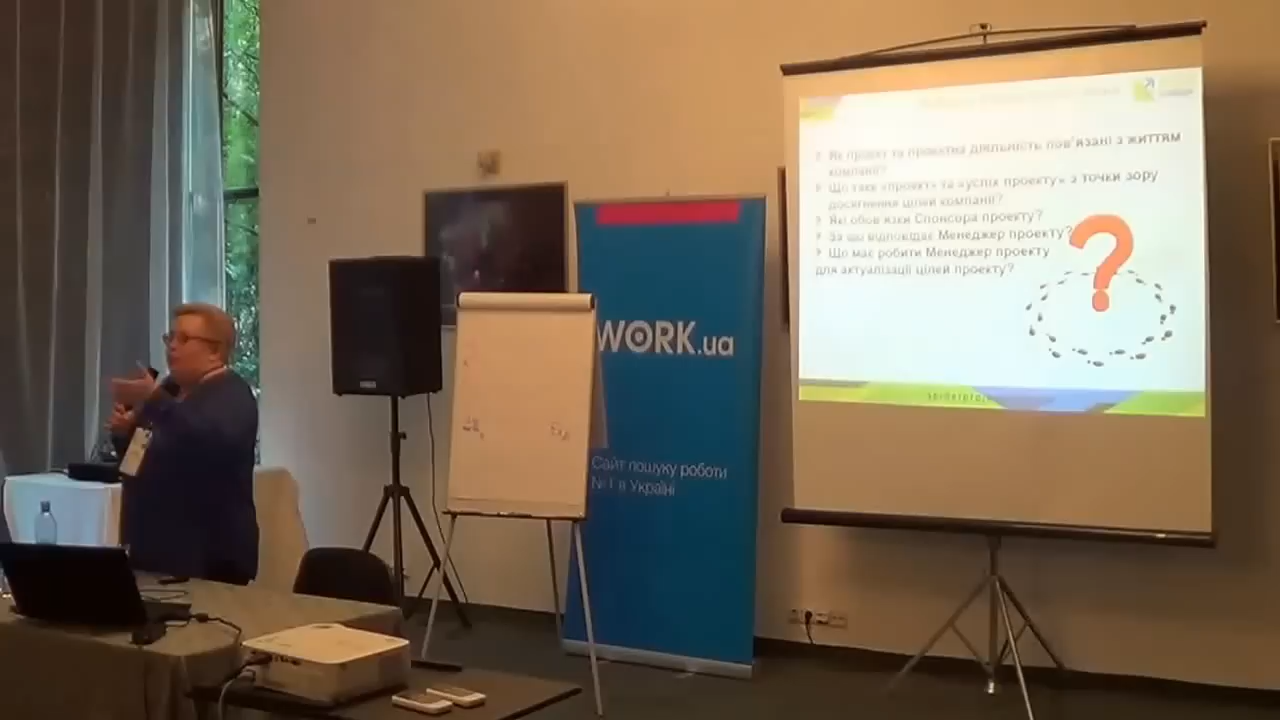 WORK.ua
Сайт пошуку роботи
№1 в Україні
Як проект та проектна діяльність пов'язані з життям
компанії?
Що таке «проект» та «успіх проекту» з точки зору
досягнення цілей компанії?
Які обов'язки Спонсора проекту?
За що відповідає Менеджер проекту?
Що має робити Менеджер проекту
для актуалізації цілей проекту?
?